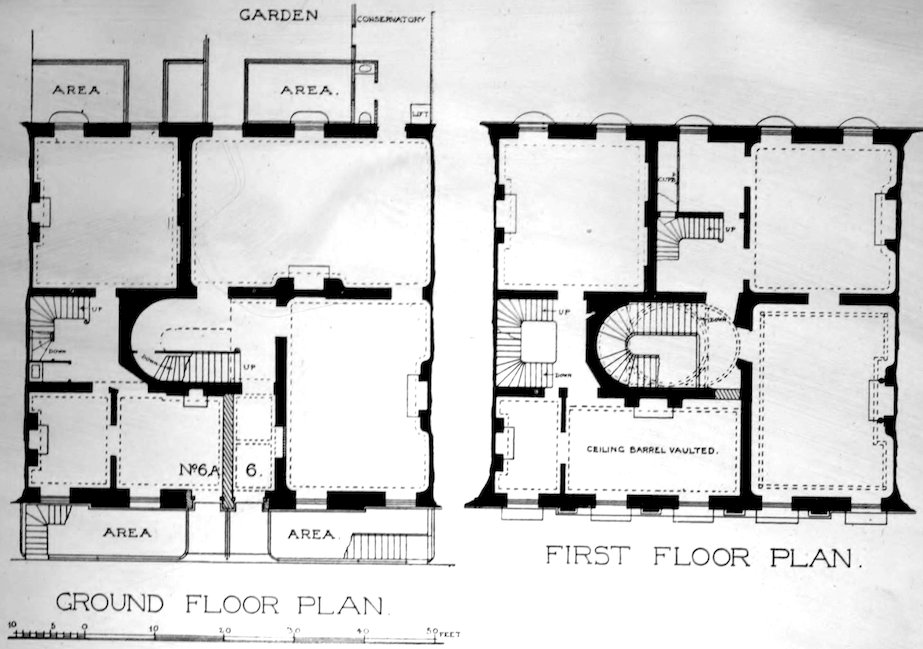 GARDEN
CONSERVATORY
AREA
AREA.
LIFT
UP
DOWN
DOWN
UP
No6A
6.
AREA
AREA.
GROUND FLOOR PLAN.
10 5 0 10 20 30 40 50 FEET
CUPD
UP
UP
DOWN
DOWN
CEILING BARREL VAULTED.
FIRST FLOOR PLAN.